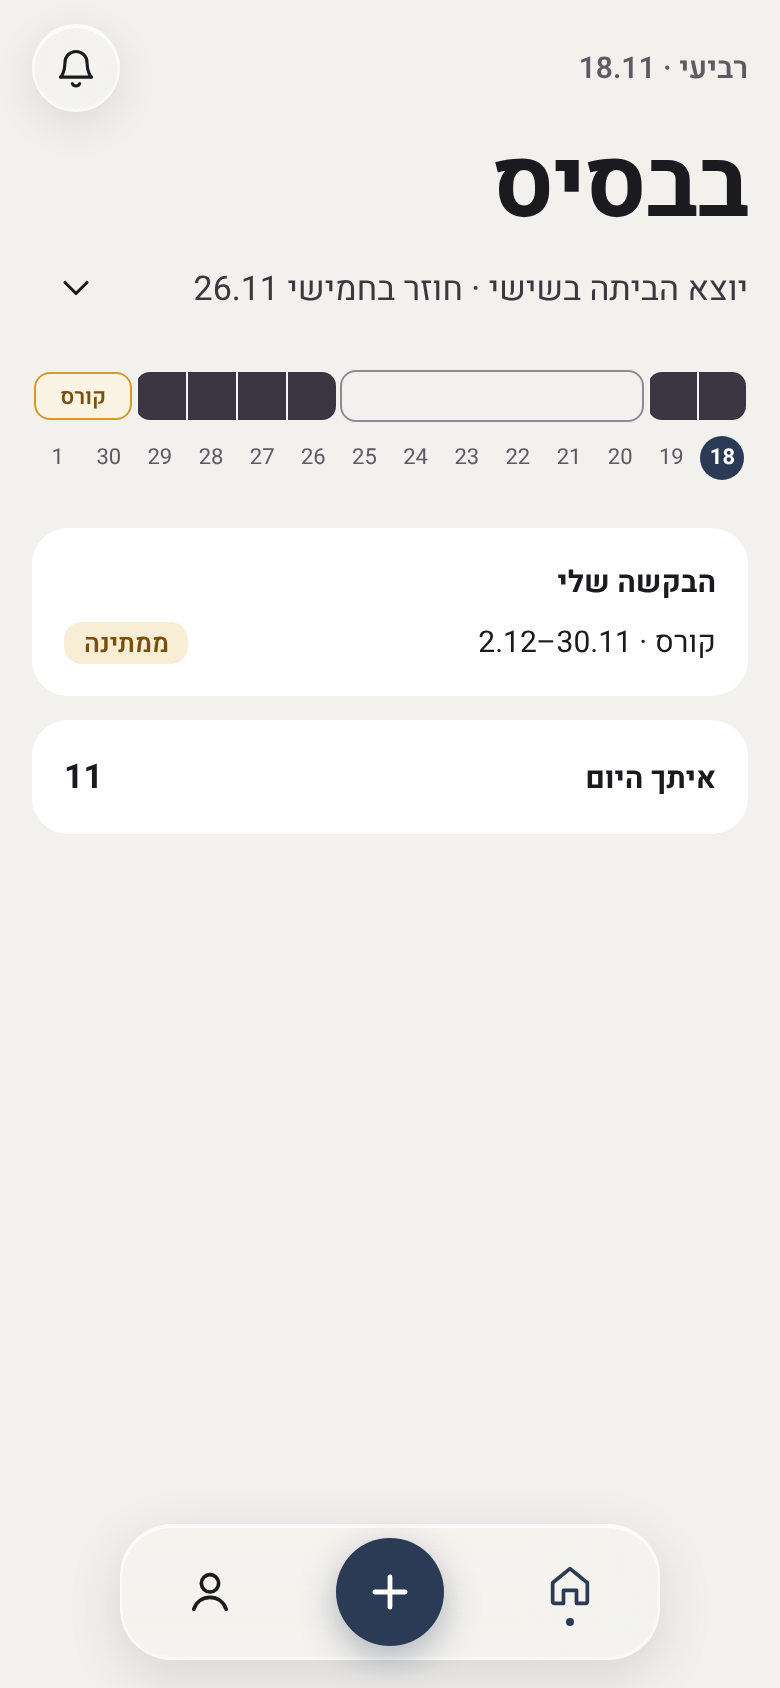 רביעי · 18.11
בבסיס
יוצא הביתה בשישי · חוזר בחמישי 26.11
קורס
18 19 20 21 22 23 24 25 26 27 28 29 30 1
הבקשה שלי
קורס · 30.11–2.12
ממתינה
איתך היום
11